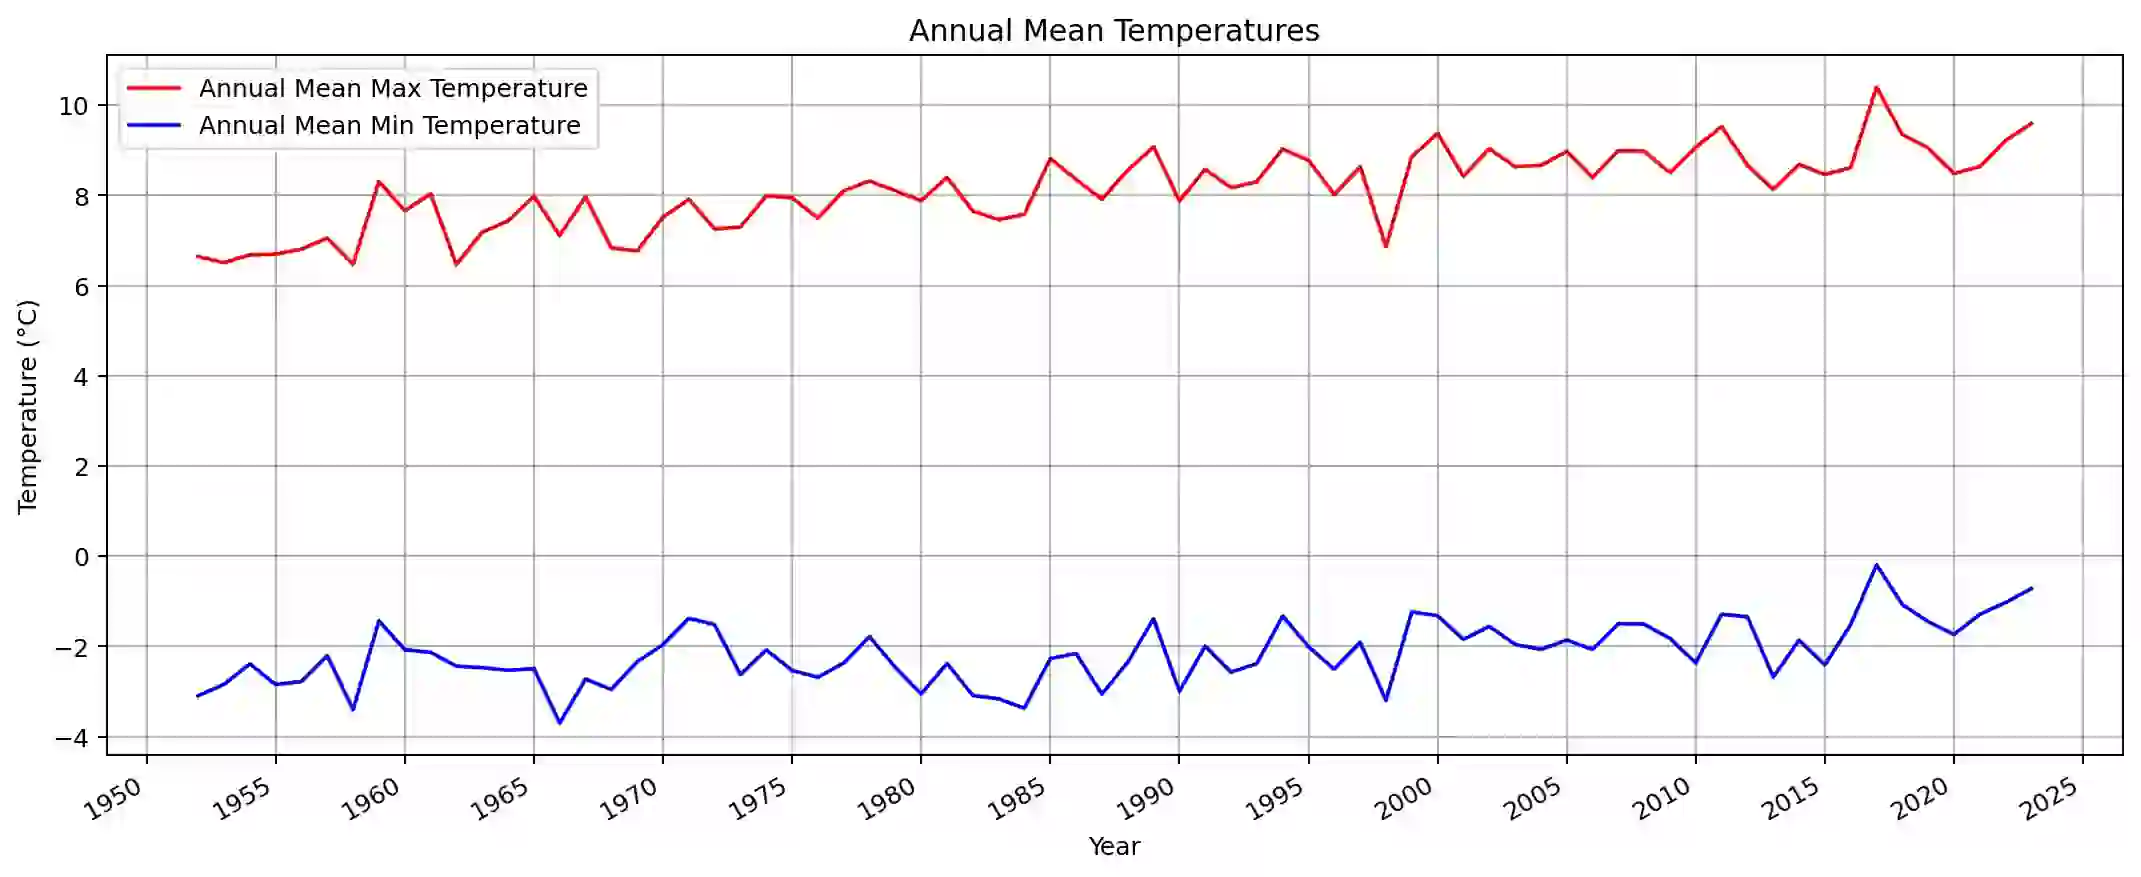 Annual Mean Temperatures
Annual Mean Max Temperature
Annual Mean Min Temperature
Temperature (°C)
10
8
6
4
2
0
−2
−4
1950 1955 1960 1965 1970 1975 1980 1985 1990 1995 2000 2005 2010 2015 2020 2025
Year